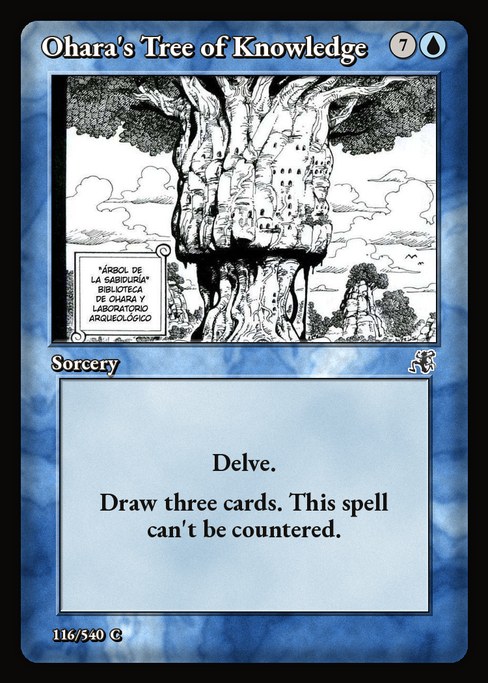 Ohara's Tree of Knowledge 7
"ÁRBOL DE
LA SABIDURÍA"
BIBLIOTECA
DE OHARA Y
LABORATORIO
ARQUEOLÓGICO
Sorcery
Delve.
Draw three cards. This spell
can't be countered.
116/540 C